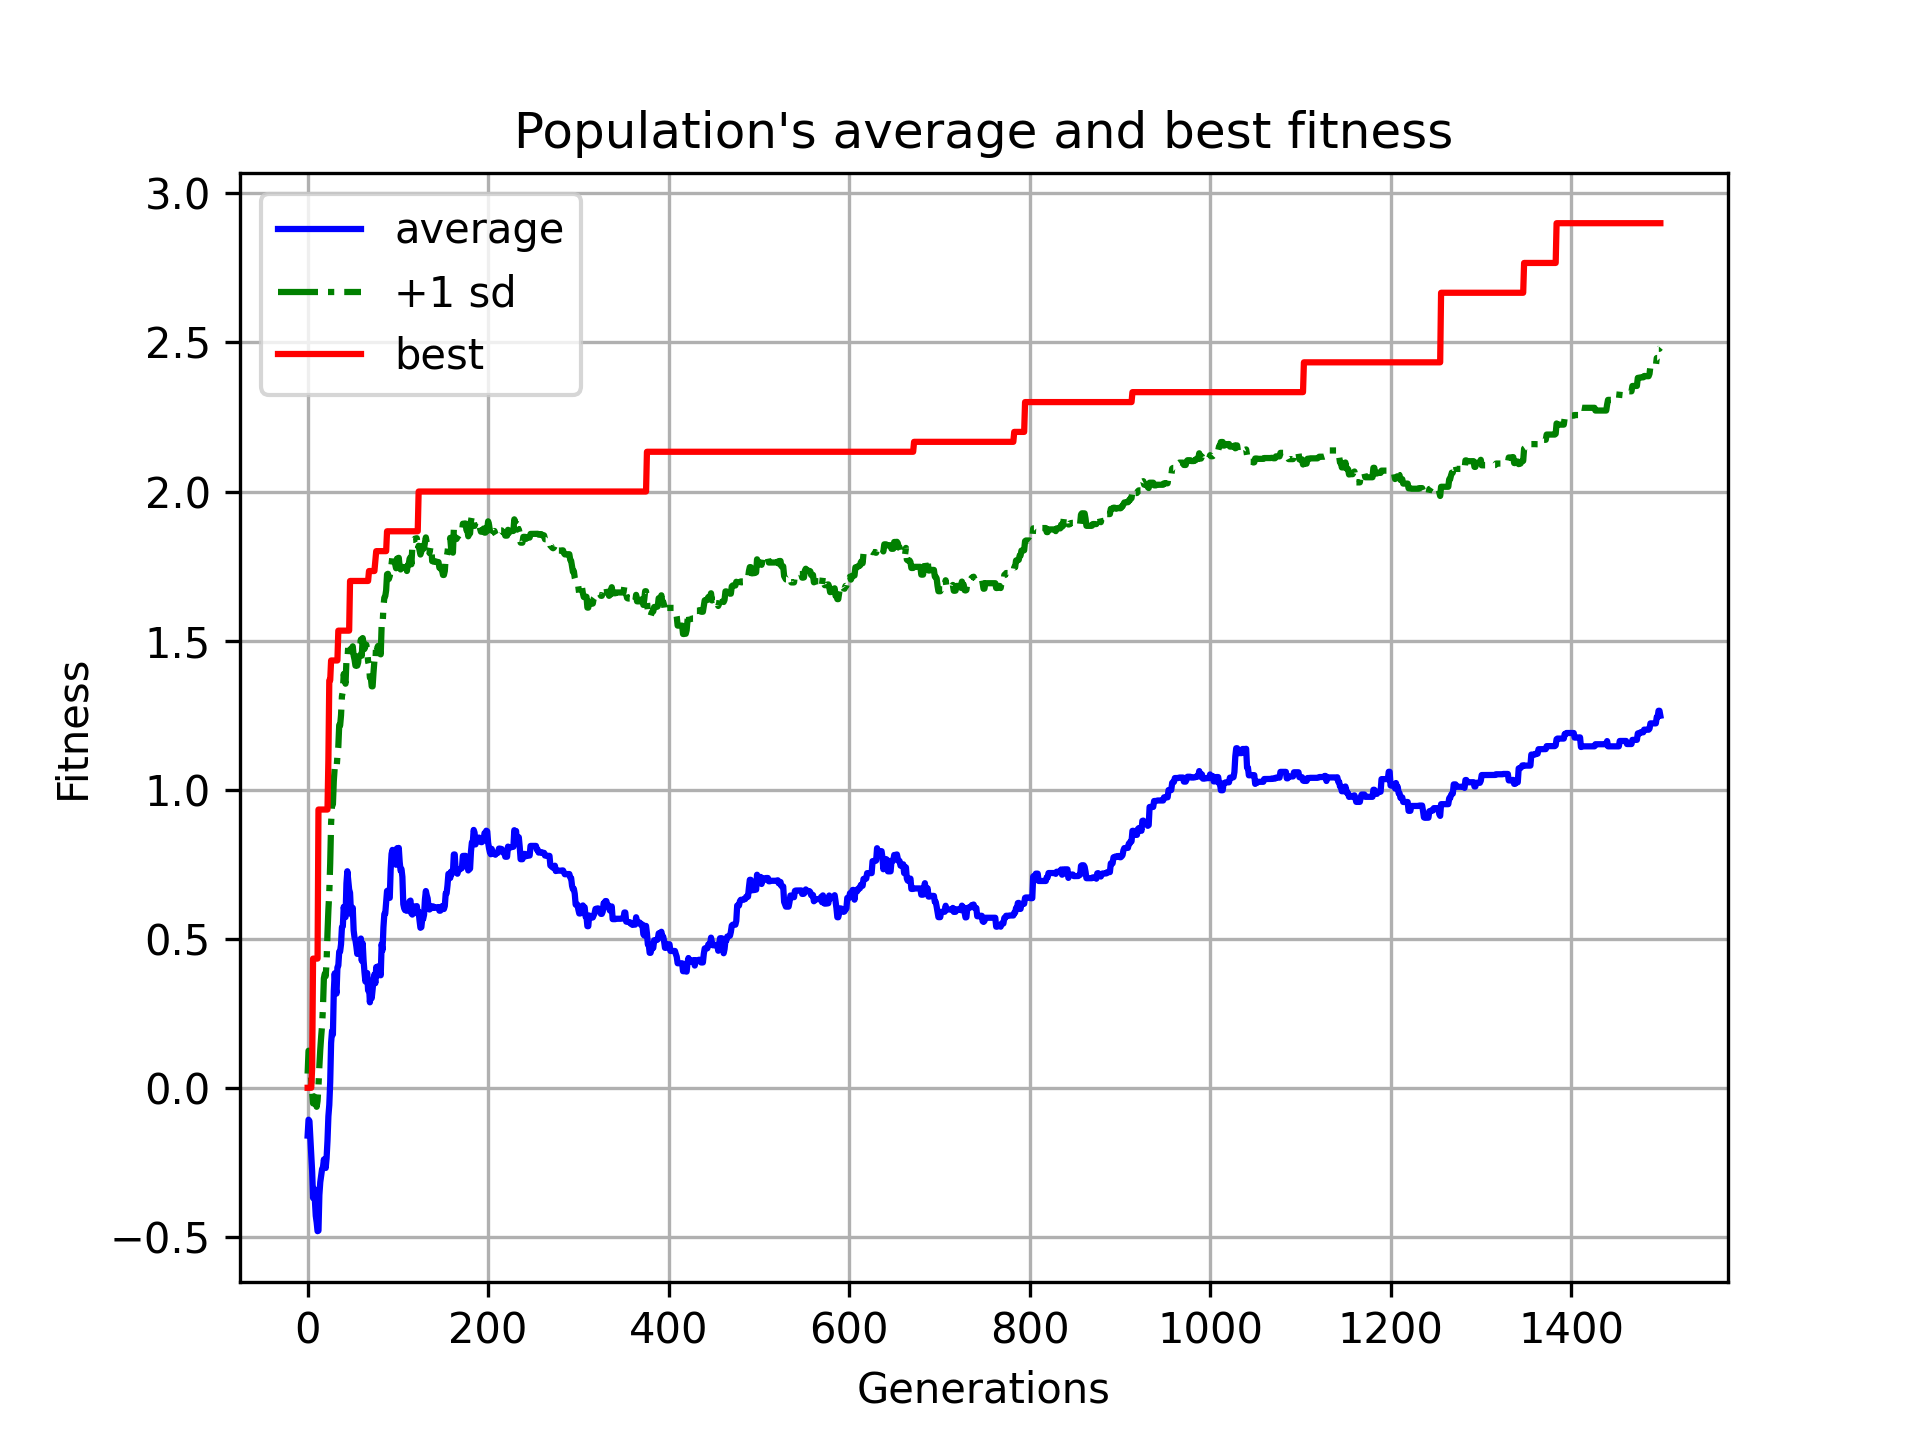 Population's average and best fitness
3.0
2.5
2.0
1.5
1.0
0.5
0.0
−0.5
Fitness
average
+1 sd
best
0 200 400 600 800 1000 1200 1400
Generations